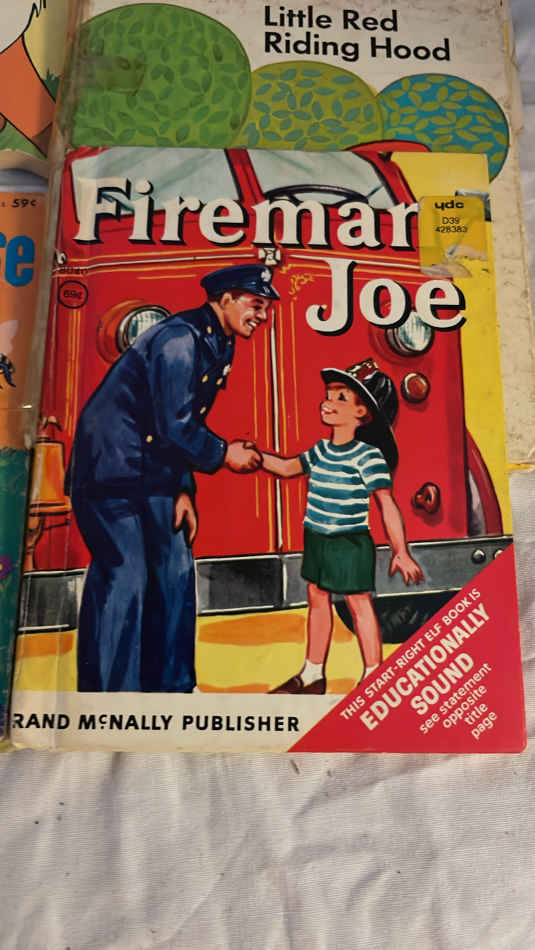 Little Red
Riding Hood
59¢
Fireman
Joe
ydc
D39
428383
8040
69¢
RAND McNALLY PUBLISHER
THIS START-RIGHT ELF BOOK IS
EDUCATIONALLY
SOUND
see statement
opposite
title
page